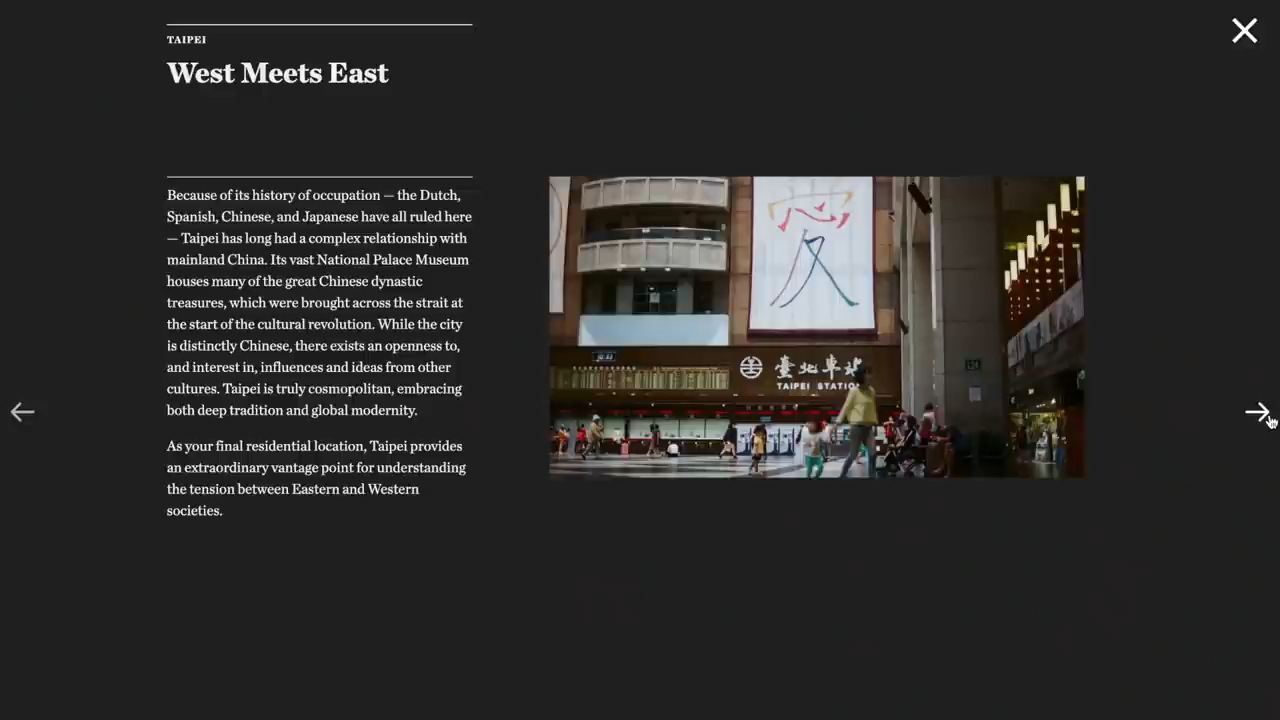 TAIPEI
West Meets East
Because of its history of occupation — the Dutch,
Spanish, Chinese, and Japanese have all ruled here
— Taipei has long had a complex relationship with
mainland China. Its vast National Palace Museum
houses many of the great Chinese dynastic
treasures, which were brought across the strait at
the start of the cultural revolution. While the city
is distinctly Chinese, there exists an openness to,
and interest in, influences and ideas from other
cultures. Taipei is truly cosmopolitan, embracing
both deep tradition and global modernity.
As your final residential location, Taipei provides
an extraordinary vantage point for understanding
the tension between Eastern and Western
societies.
愛
臺北車站
TAIPEI STATION